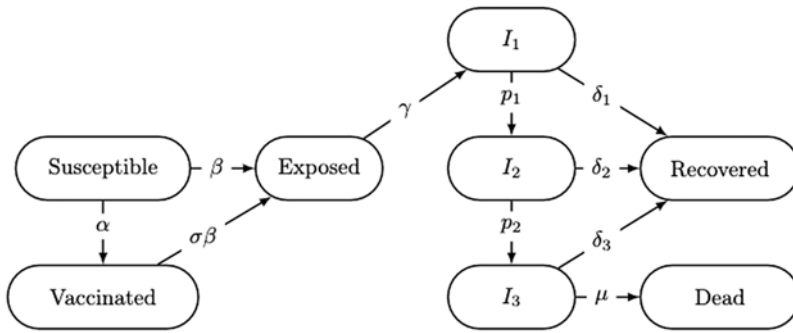 I₁
p₁
δ₁
γ
Susceptible
β
Exposed
I₂
δ₂
Recovered
α
σβ
p₂
δ₃
Vaccinated
I₃
μ
Dead